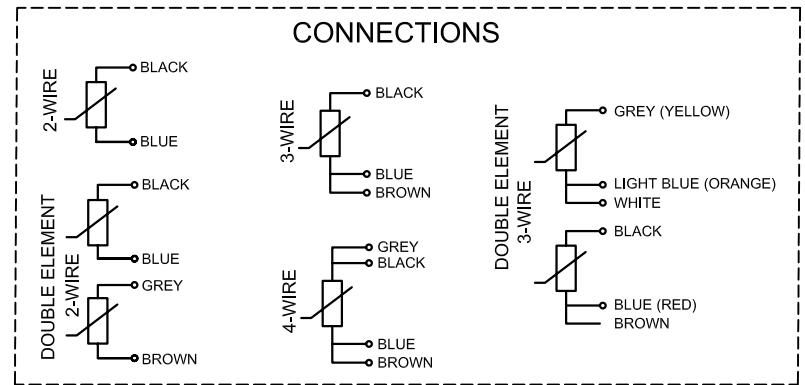 CONNECTIONS
2-WIRE
BLACK
BLUE
DOUBLE ELEMENT
2-WIRE
BLACK
BLUE
GREY
BROWN
3-WIRE
BLACK
BLUE
BROWN
4-WIRE
GREY
BLACK
BLUE
BROWN
DOUBLE ELEMENT
3-WIRE
GREY (YELLOW)
LIGHT BLUE (ORANGE)
WHITE
BLACK
BLUE (RED)
BROWN